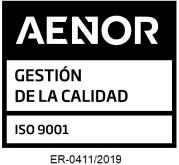 AENOR
GESTIÓN
DE LA CALIDAD
ISO 9001
ER-0411/2019